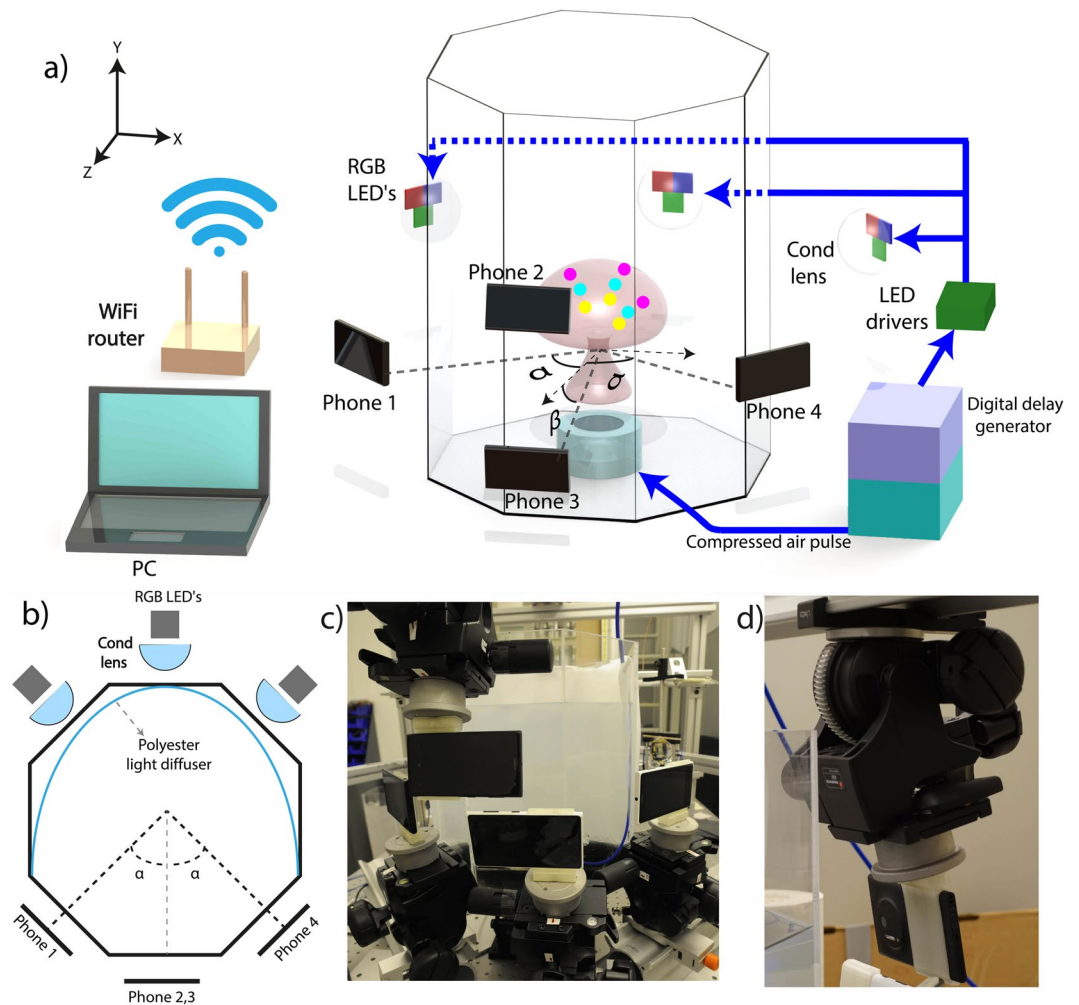 a)
Y
X
Z
RGB
LED's
Cond
lens
Phone 2
WiFi
router
LED
drivers
α
σ
β
Phone 1
Phone 4
Digital delay
generator
Phone 3
Compressed air pulse
PC
b)
RGB LED's
Cond
lens
Polyester
light diffuser
α
α
Phone 1
Phone 4
Phone 2,3
c)
d)